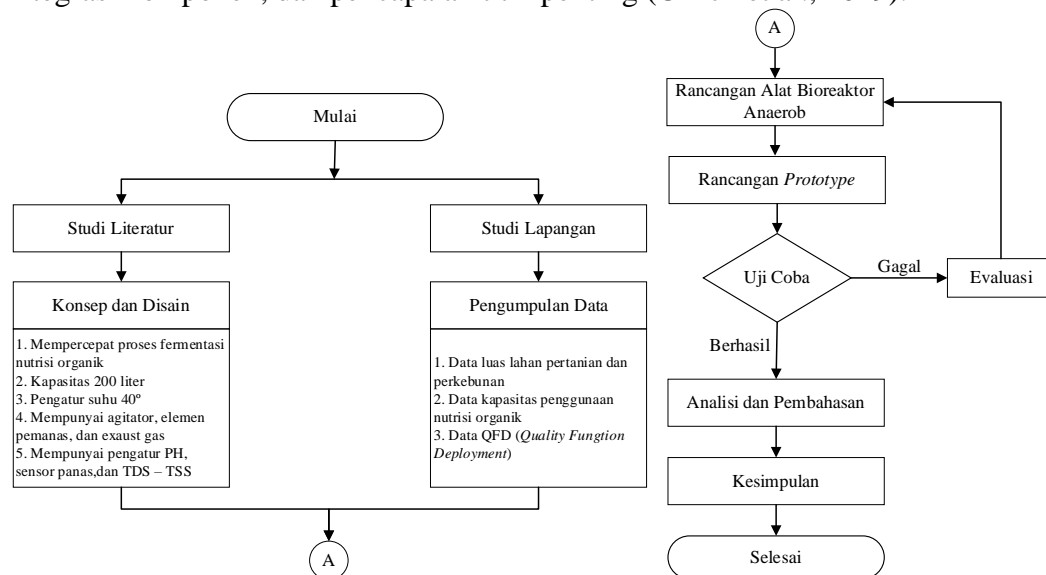 A
Mulai
Studi Literatur
Studi Lapangan
Konsep dan Disain
1. Mempercepat proses fermentasi
nutrisi organik
2. Kapasitas 200 liter
3. Pengatur suhu 40º
4. Mempunyai agitator, elemen
pemanas, dan exaust gas
5. Mempunyai pengatur PH,
sensor panas,dan TDS – TSS
Pengumpulan Data
1. Data luas lahan pertanian dan
perkebunan
2. Data kapasitas penggunaan
nutrisi organik
3. Data QFD (Quality Fungtion
Deployment)
A
Rancangan Alat Bioreaktor
Anaerob
Rancangan Prototype
Uji Coba
Gagal
Evaluasi
Berhasil
Analisi dan Pembahasan
Kesimpulan
Selesai